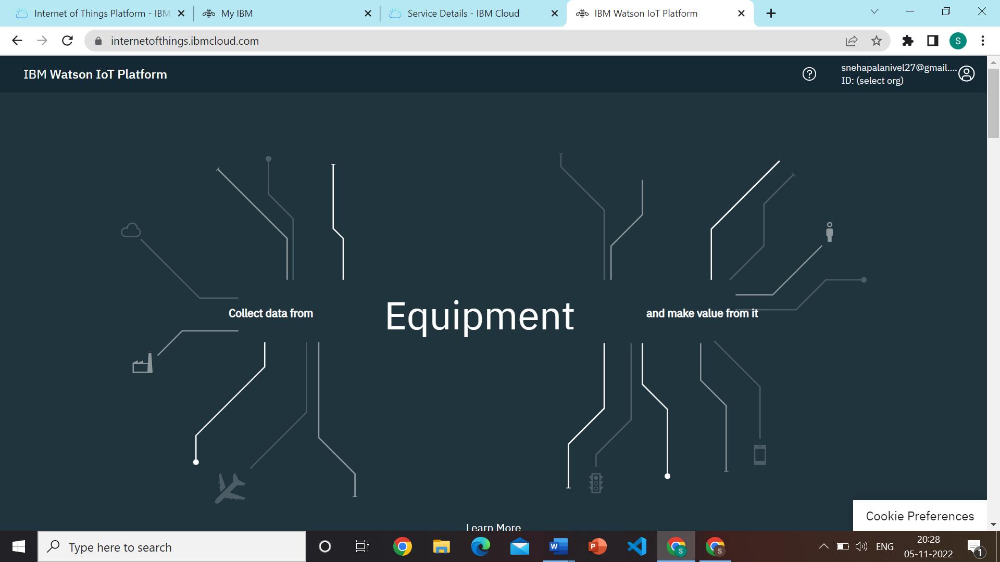 Internet of Things Platform - IBM
My IBM
Service Details - IBM Cloud
IBM Watson IoT Platform
internetofthings.ibmcloud.com
S
IBM Watson IoT Platform
snehapalanivel27@gmail....
ID: (select org)
Collect data from
Equipment
and make value from it
Learn More
Cookie Preferences
Type here to search
ENG
20:28
05-11-2022
1